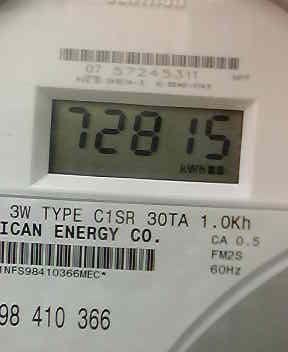 07 57245311
72815
kWh
3W TYPE C1SR 30TA 1.0Kh
ICAN ENERGY CO.
CA 0.5
FM2S
60Hz
1NFS98410366MEC*
98 410 366